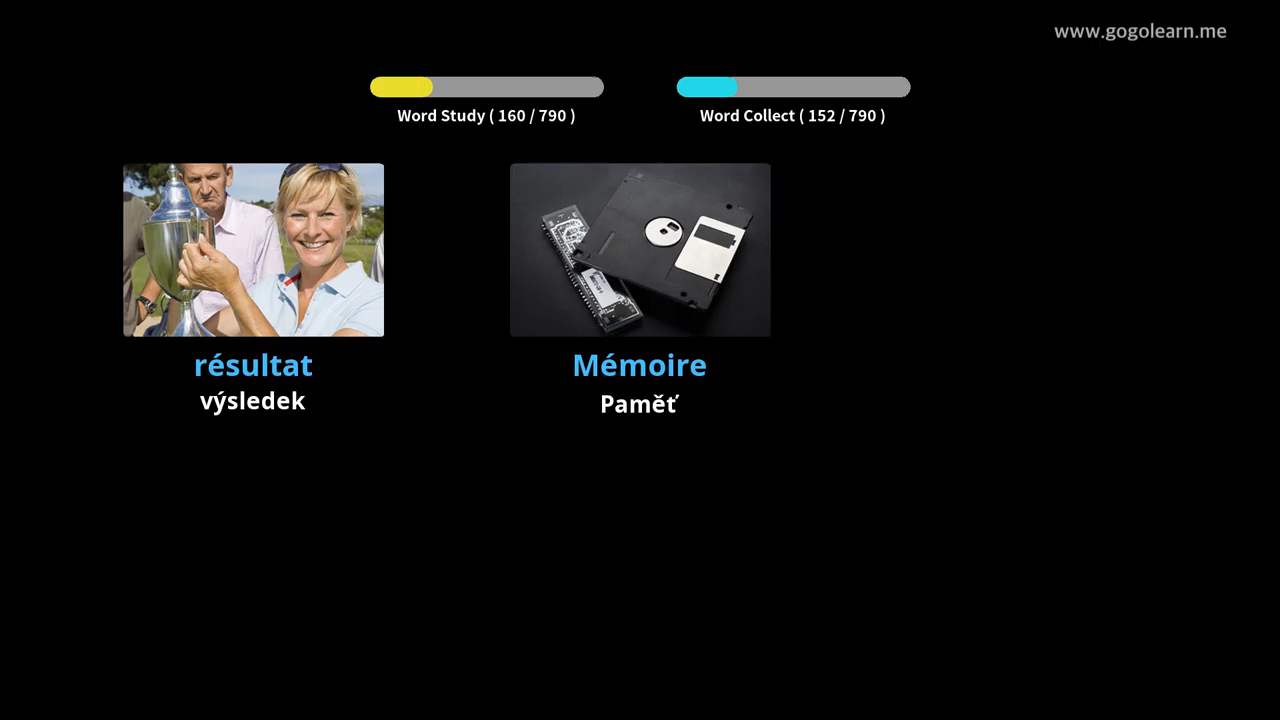 www.gogolearn.me
Word Study ( 160 / 790 )
Word Collect ( 152 / 790 )
résultat
výsledek
Mémoire
Paměť